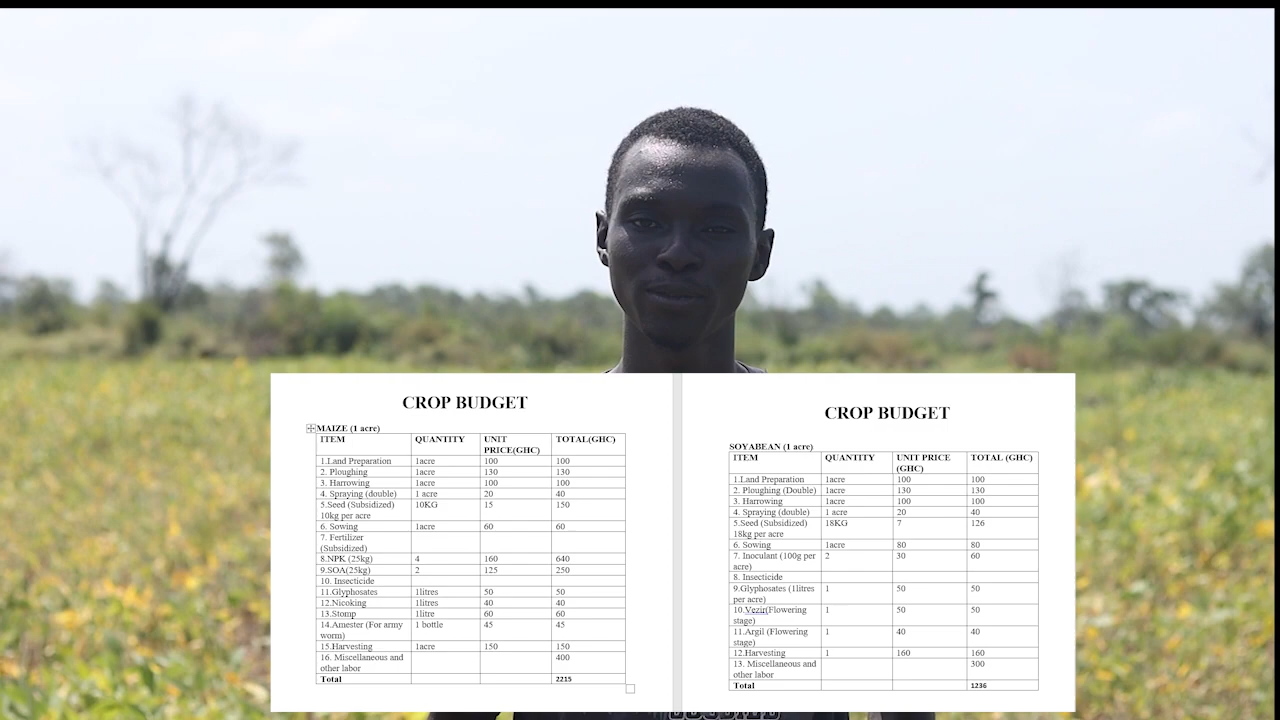 CROP BUDGET
MAIZE (1 acre)
ITEM QUANTITY UNIT PRICE(GHC) TOTAL(GHC)
1.Land Preparation 1acre 100 100
2. Ploughing 1acre 130 130
3. Harrowing 1acre 100 100
4. Spraying (double) 1 acre 20 40
5.Seed (Subsidized) 10kg per acre 10KG 15 150
6. Sowing 1acre 60 60
7. Fertilizer (Subsidized)
8.NPK (25kg) 4 160 640
9.SOA(25kg) 2 125 250
10. Insecticide
11.Glyphosates 1litres 50 50
12.Nicoking 1litres 40 40
13.Stomp 1litre 60 60
14.Amester (For army worm) 1 bottle 45 45
15.Harvesting 1acre 150 150
16. Miscellaneous and other labor 400
Total 2215
CROP BUDGET
SOYABEAN (1 acre)
ITEM QUANTITY UNIT PRICE (GHC) TOTAL (GHC)
1.Land Preparation 1acre 100 100
2. Ploughing (Double) 1acre 130 130
3. Harrowing 1acre 100 100
4. Spraying (double) 1 acre 20 40
5.Seed (Subsidized) 18kg per acre 18KG 7 126
6. Sowing 1acre 80 80
7. Inoculant (100g per acre) 2 30 60
8. Insecticide
9.Glyphosates (1litres per acre) 1 50 50
10.Vezir(Flowering stage) 1 50 50
11.Argil (Flowering stage) 1 40 40
12.Harvesting 1 160 160
13. Miscellaneous and other labor 300
Total 1236